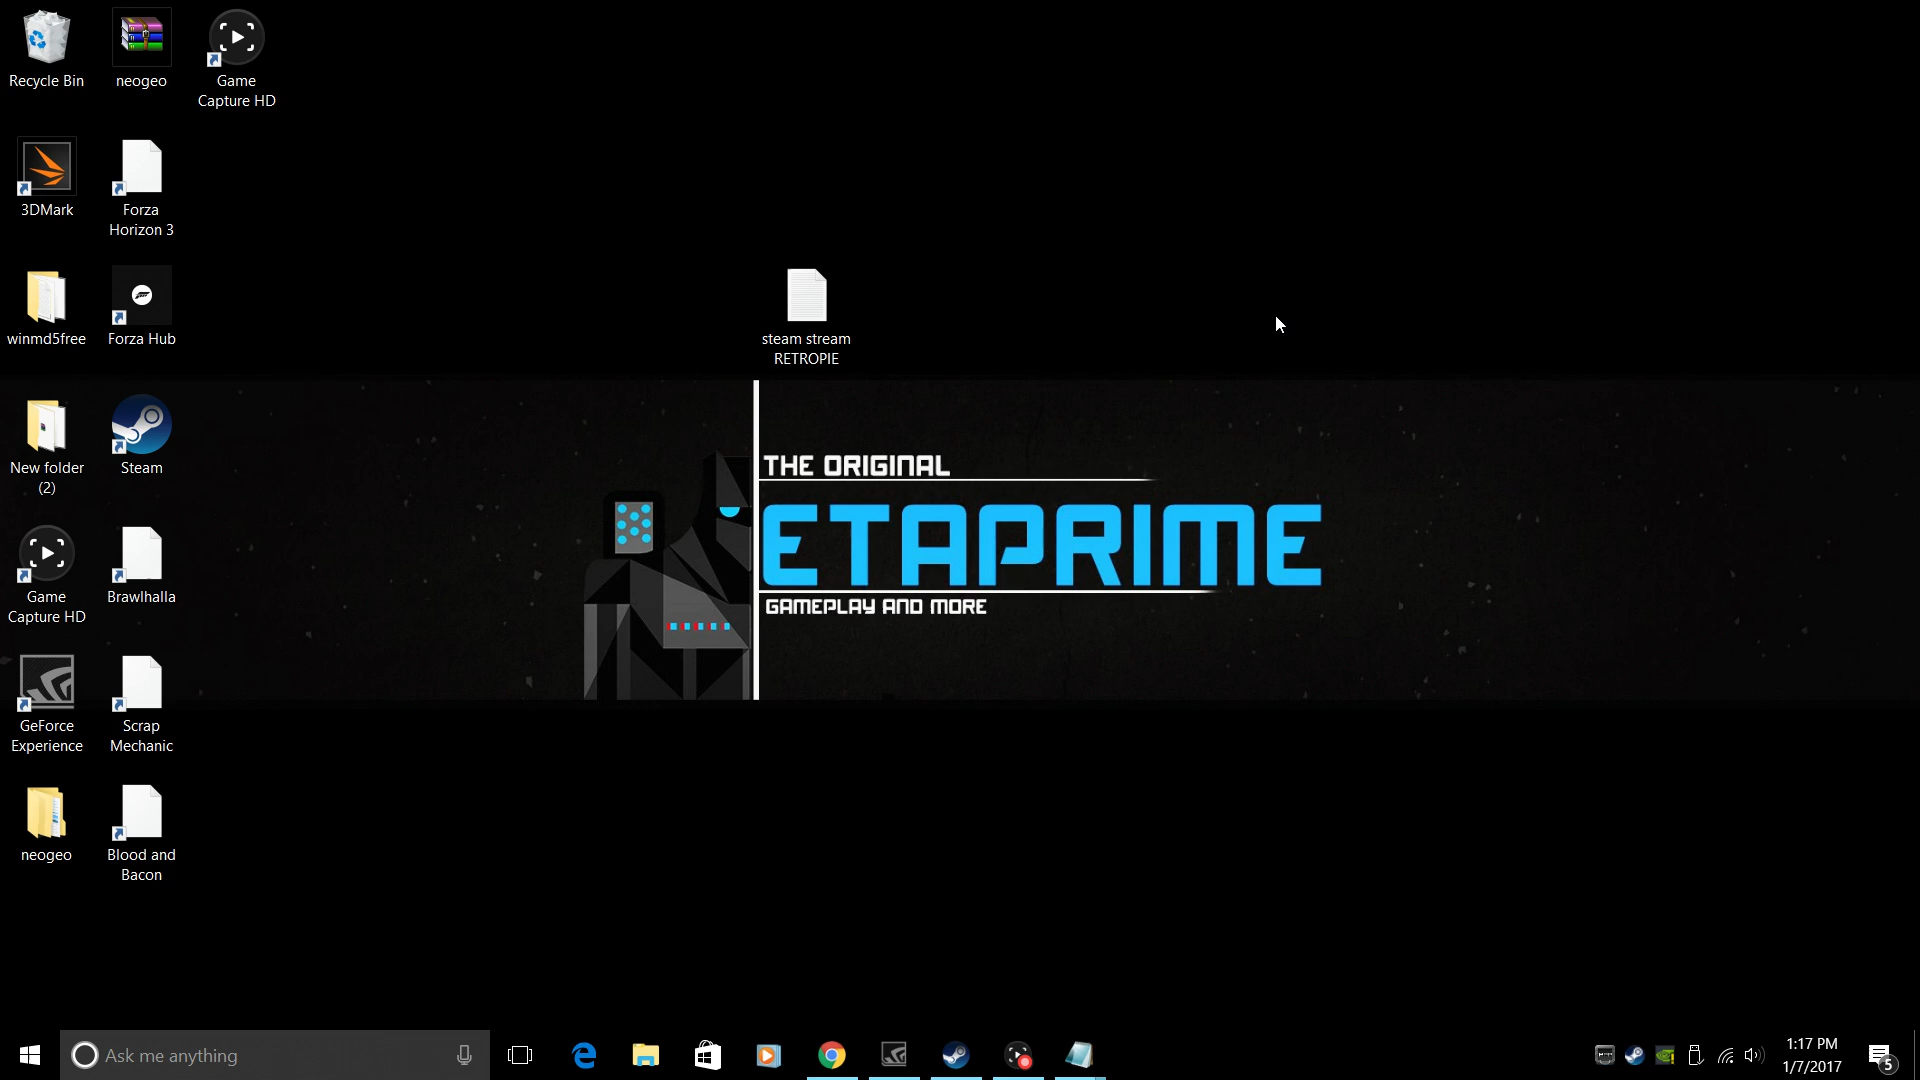 Recycle Bin
neogeo
Game
Capture HD
3DMark
Forza
Horizon 3
winmd5free
Forza Hub
steam stream
RETROPIE
New folder
(2)
Steam
THE ORIGINAL
ETAPRIME
GAMEPLAY AND MORE
Game
Capture HD
Brawlhalla
GeForce
Experience
Scrap
Mechanic
neogeo
Blood and
Bacon
Ask me anything
1:17 PM
1/7/2017
5